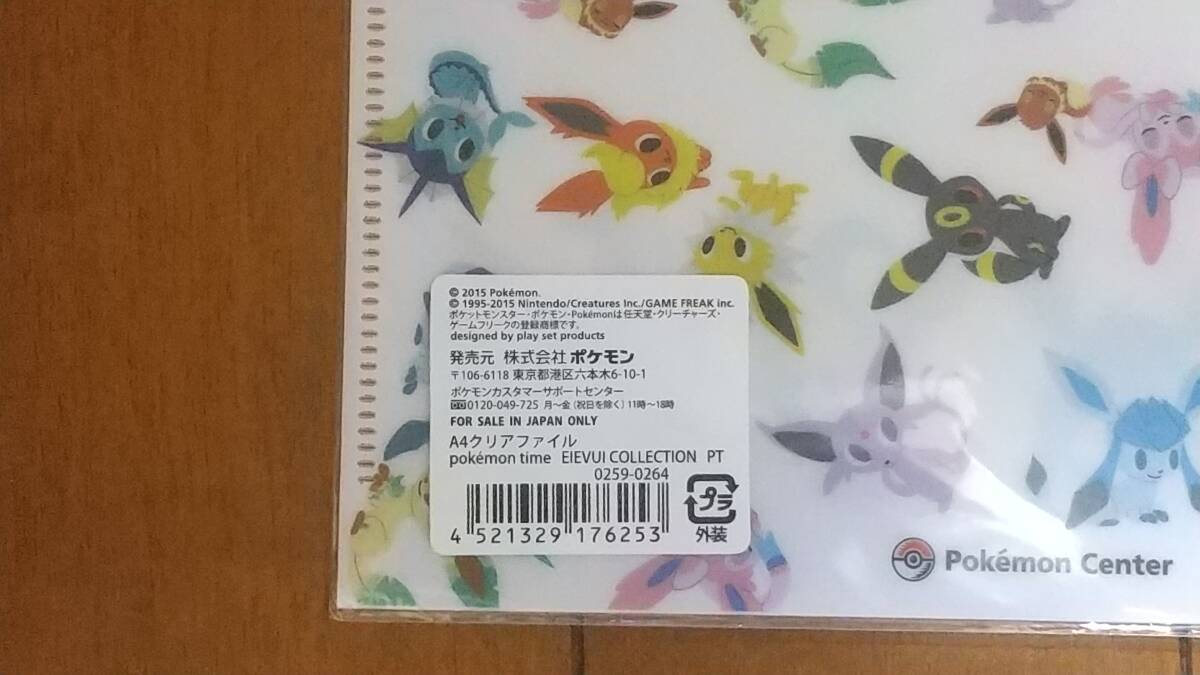 © 2015 Pokémon.
© 1995-2015 Nintendo/Creatures Inc./GAME FREAK inc.
ポケットモンスター・ポケモン・Pokémonは任天堂・クリーチャーズ・
ゲームフリークの登録商標です。
designed by play set products
発売元 株式会社 ポケモン
〒106-6118 東京都港区六本木6-10-1
ポケモンカスタマーサポートセンター
0120-049-725 月~金(祝日を除く)11時~18時
FOR SALE IN JAPAN ONLY
A4クリアファイル
pokémon time EIEVUI COLLECTION PT
0259-0264
4 521329 176253
プラ
外装
Pokémon Center